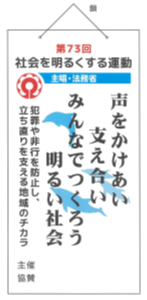 第73回
社会を明るくする運動
主唱・法務省
声をかけあい
支え合い
みんなでつくろう
明るい社会
犯罪や非行を防止し、
立ち直りを支える地域のチカラ
主催
協賛